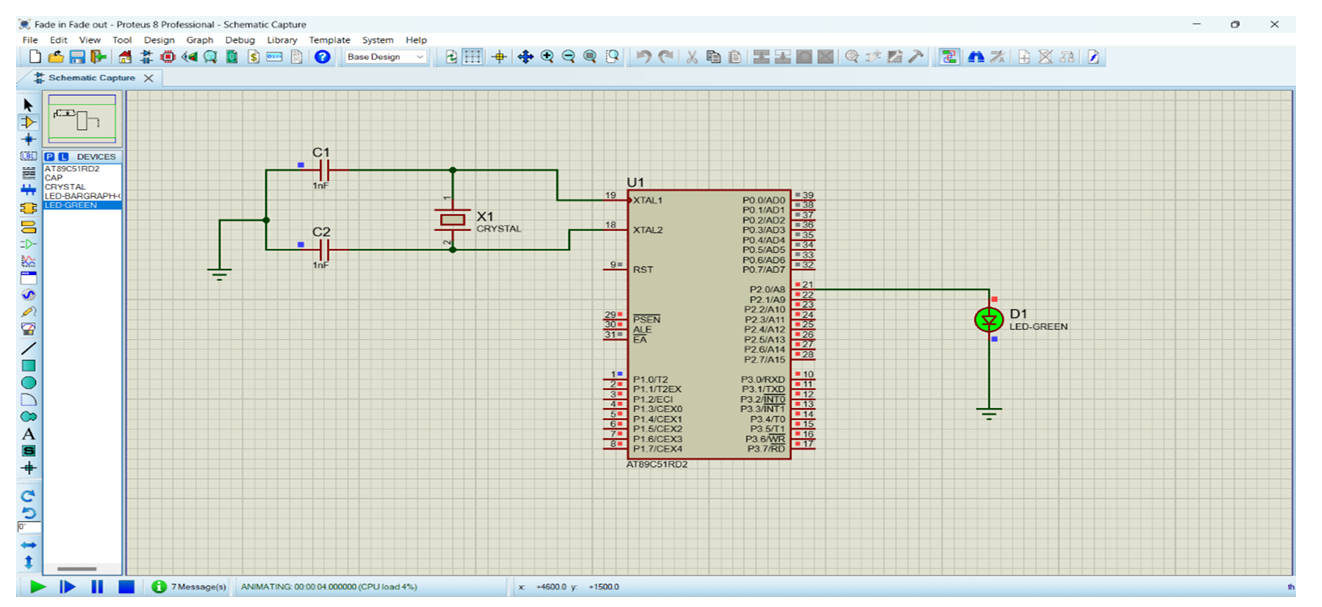 Fade in Fade out - Proteus 8 Professional - Schematic Capture
File Edit View Tool Design Graph Debug Library Template System Help
Base Design
Schematic Capture
P L DEVICES
AT89C51RD2
CAP
CRYSTAL
LED-BARGRAPH-
LED-GREEN
C1
1nF
C2
1nF
1
2
X1
CRYSTAL
U1
19 XTAL1
18 XTAL2
9 RST
29 PSEN
30 ALE
31 EA
1 P1.0/T2
2 P1.1/T2EX
3 P1.2/ECI
4 P1.3/CEX0
5 P1.4/CEX1
6 P1.5/CEX2
7 P1.6/CEX3
8 P1.7/CEX4
P0.0/AD0 39
P0.1/AD1 38
P0.2/AD2 37
P0.3/AD3 36
P0.4/AD4 35
P0.5/AD5 34
P0.6/AD6 33
P0.7/AD7 32
P2.0/A8 21
P2.1/A9 22
P2.2/A10 23
P2.3/A11 24
P2.4/A12 25
P2.5/A13 26
P2.6/A14 27
P2.7/A15 28
P3.0/RXD 10
P3.1/TXD 11
P3.2/INT0 12
P3.3/INT1 13
P3.4/T0 14
P3.5/T1 15
P3.6/WR 16
P3.7/RD 17
AT89C51RD2
D1
LED-GREEN
7 Message(s)
ANIMATING: 00:00:04.000000 (CPU load 4%)
x: +4600.0 y: +1500.0
th